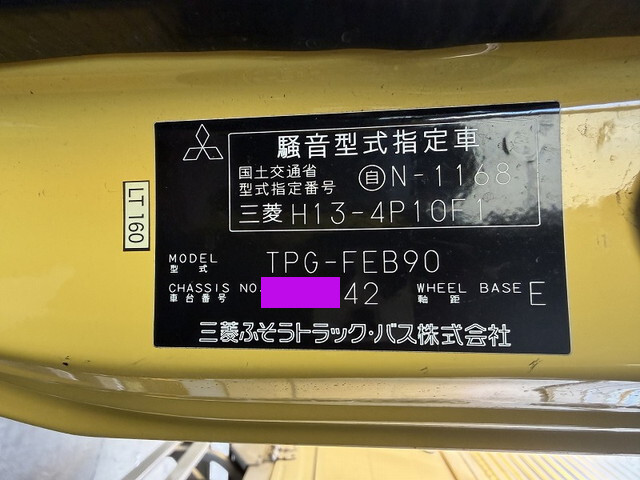 騒音型式指定車
国土交通省
型式指定番号
自N-1168
三菱 H13-4P10F1
LT 160
MODEL TPG-FEB90
型式
CHASSIS NO. 42 WHEEL BASE E
車台番号 軸距
三菱ふそうトラック・バス株式会社